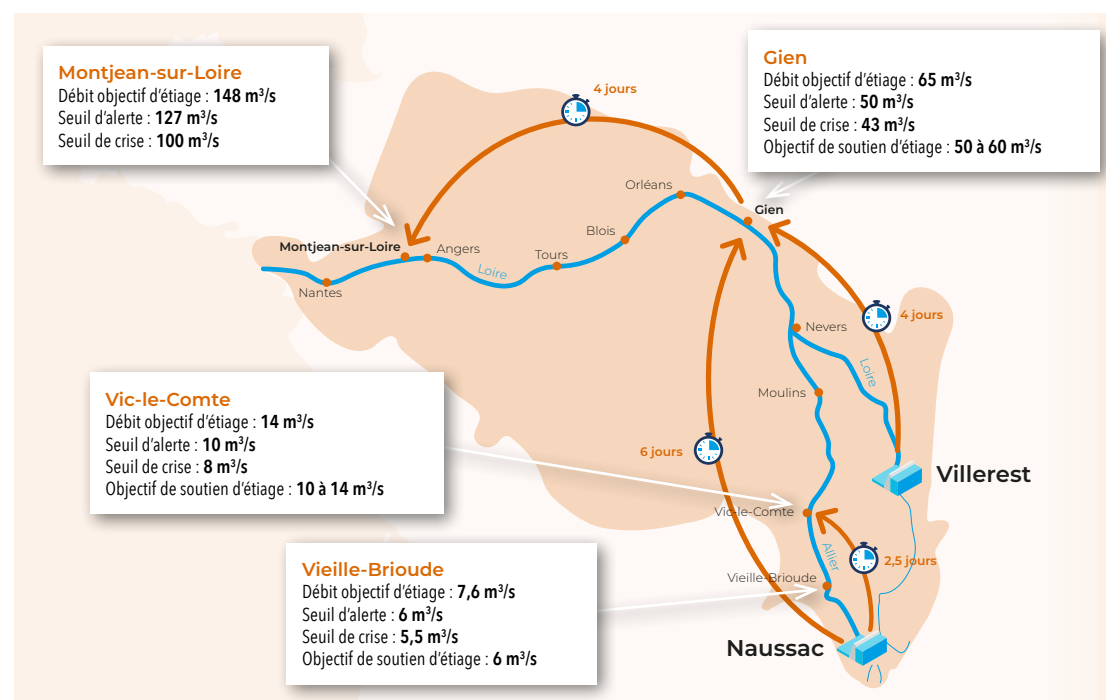 Montjean-sur-Loire
Débit objectif d'étiage : 148 m³/s
Seuil d'alerte : 127 m³/s
Seuil de crise : 100 m³/s
Gien
Débit objectif d'étiage : 65 m³/s
Seuil d'alerte : 50 m³/s
Seuil de crise : 43 m³/s
Objectif de soutien d'étiage : 50 à 60 m³/s
4 jours
Orléans
Gien
Blois
Montjean-sur-Loire
Angers
Tours
Loire
Nantes
4 jours
Nevers
Loire
Moulins
Vic-le-Comte
Débit objectif d'étiage : 14 m³/s
Seuil d'alerte : 10 m³/s
Seuil de crise : 8 m³/s
Objectif de soutien d'étiage : 10 à 14 m³/s
6 jours
Villerest
Vic-le-Comte
Allier
2,5 jours
Vieille-Brioude
Vieille-Brioude
Débit objectif d'étiage : 7,6 m³/s
Seuil d'alerte : 6 m³/s
Seuil de crise : 5,5 m³/s
Objectif de soutien d'étiage : 6 m³/s
Naussac